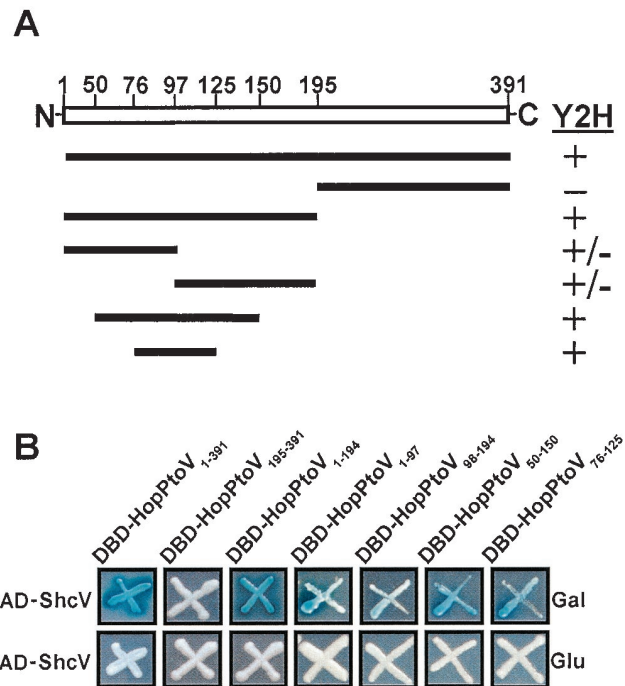 A
1 50 76 97 125 150 195 391
N C Y2H
+
−
+
+/-
+/-
+
+
B
DBD-HopPtoV 1-391
DBD-HopPtoV 195-391
DBD-HopPtoV 1-194
DBD-HopPtoV 1-97
DBD-HopPtoV 98-194
DBD-HopPtoV 50-150
DBD-HopPtoV 76-125
AD-ShcV Gal
AD-ShcV Glu